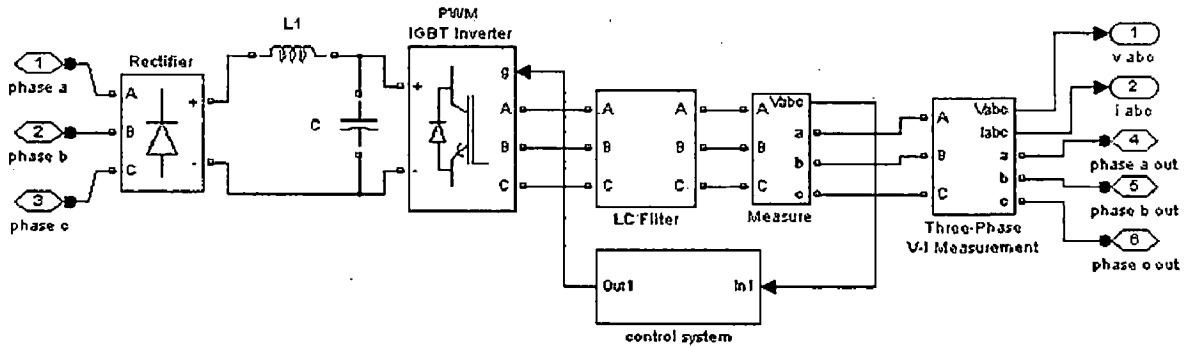 1
phase a
2
phase b
3
phase c
Rectifier
A
B
C
+
-
L1
C
PWM
IGBT Inverter
+
-
g
A
B
C
A
B
C
A
B
C
LC Filter
A
B
C
Vabc
a
b
c
Measure
Out1
In1
control system
A
B
C
Vabc
Iabc
a
b
c
Three-Phase
V-I Measurement
1
v abc
2
i abc
4
phase a out
5
phase b out
6
phase c out